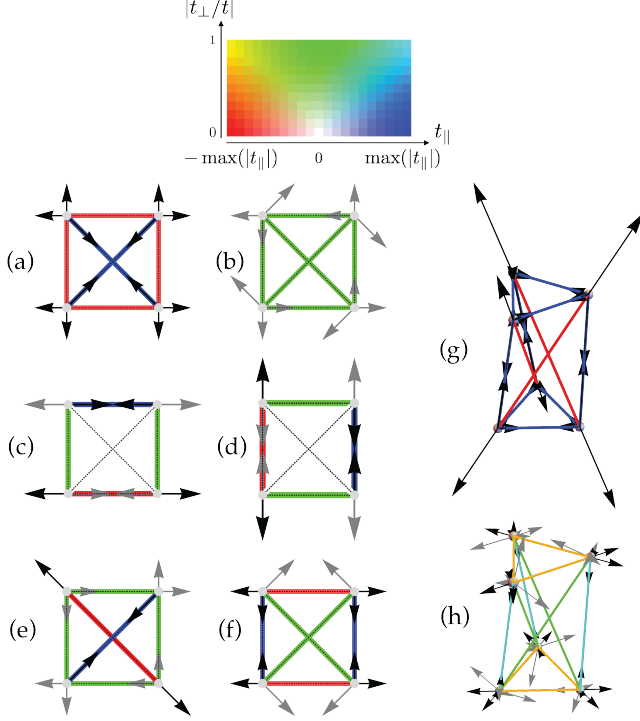 |t⊥/t|
1
0
t∥
− max(|t∥|)
0
max(|t∥|)
(a)
(b)
(c)
(d)
(e)
(f)
(g)
(h)